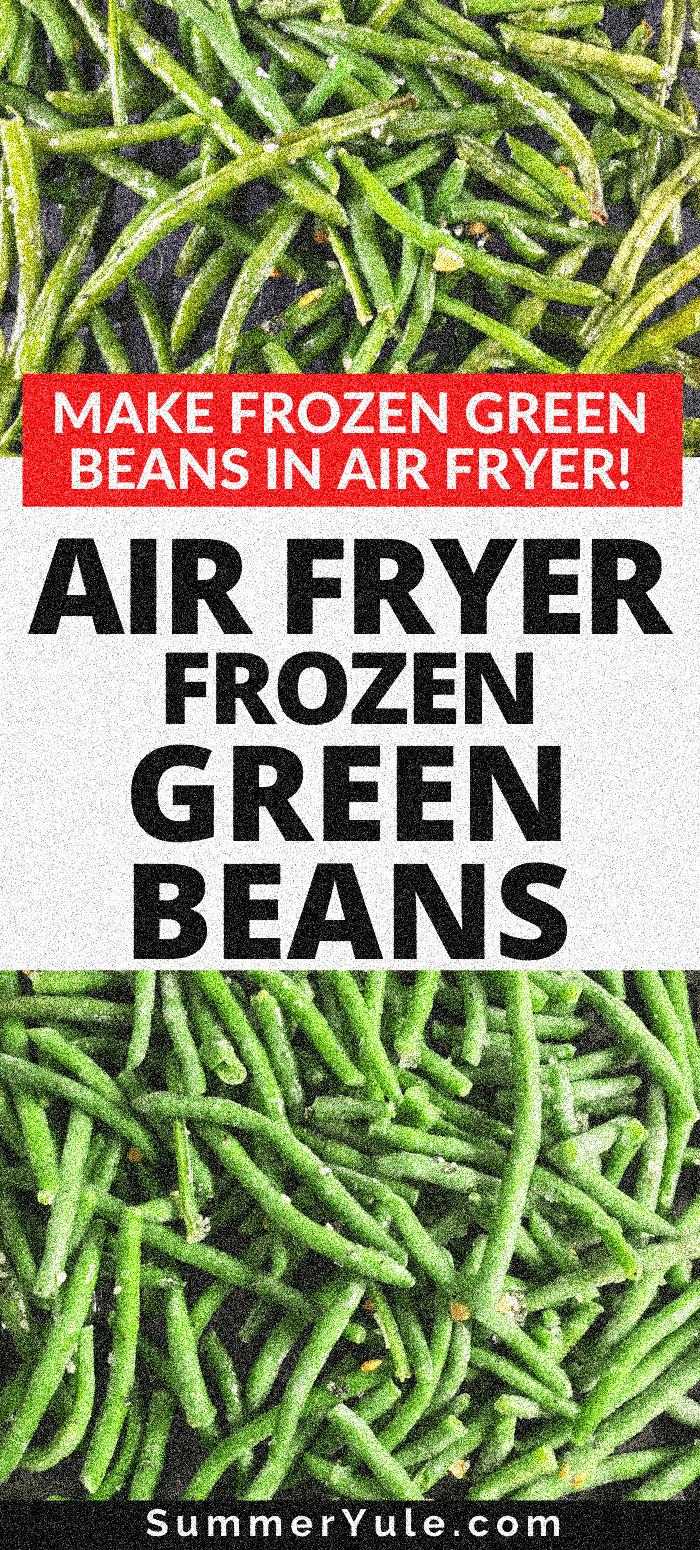 MAKE FROZEN GREEN
BEANS IN AIR FRYER!
AIR FRYER
FROZEN
GREEN
BEANS
SummerYule.com